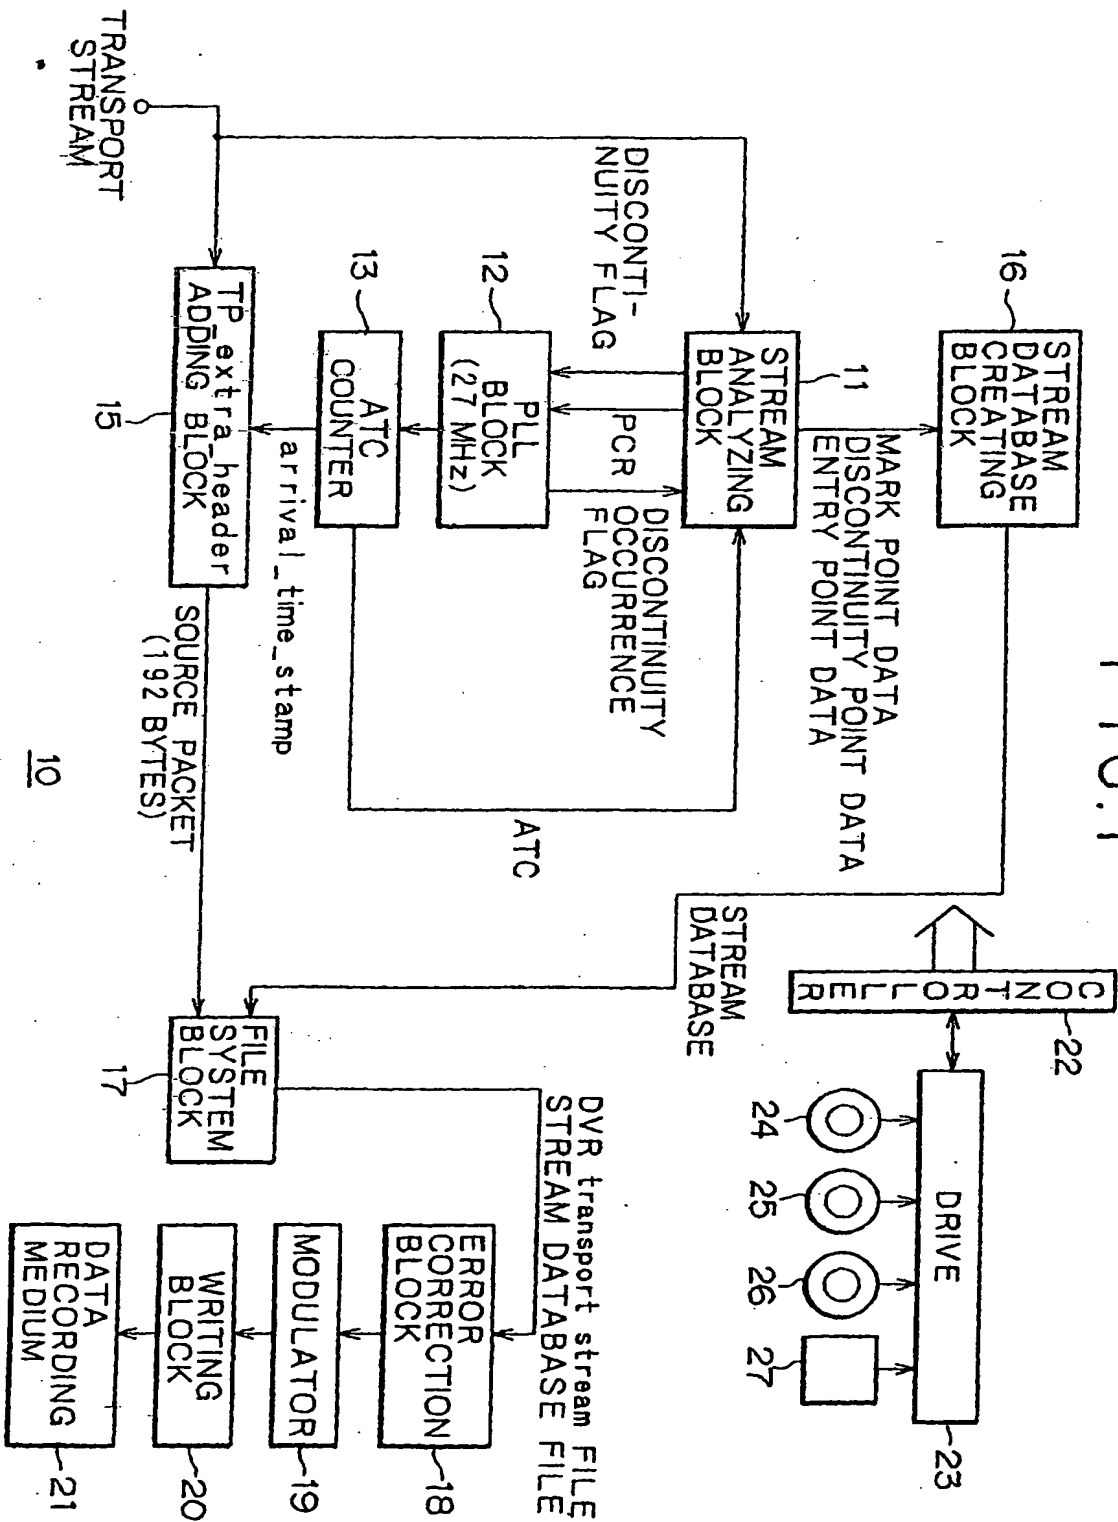 FIG.1
10
TRANSPORT
STREAM
STREAM
DATABASE
CREATING
BLOCK
16
MARK POINT DATA
DISCONTINUITY POINT DATA
ENTRY POINT DATA
STREAM
ANALYZING
BLOCK
11
DISCONTI-
NUITY FLAG
PCR
DISCONTINUITY
OCCURRENCE
FLAG
PLL
BLOCK
(27 MHz)
12
ATC
COUNTER
13
ATC
arrival_time_stamp
TP_extra_header
ADDING BLOCK
15
SOURCE PACKET
(192 BYTES)
STREAM
DATABASE
FILE
SYSTEM
BLOCK
17
CONTROLLER
22
DRIVE
23
24
25
26
27
DVR transport stream FILE,
STREAM DATABASE FILE
ERROR
CORRECTION
BLOCK
18
MODULATOR
19
WRITING
BLOCK
20
DATA
RECORDING
MEDIUM
21